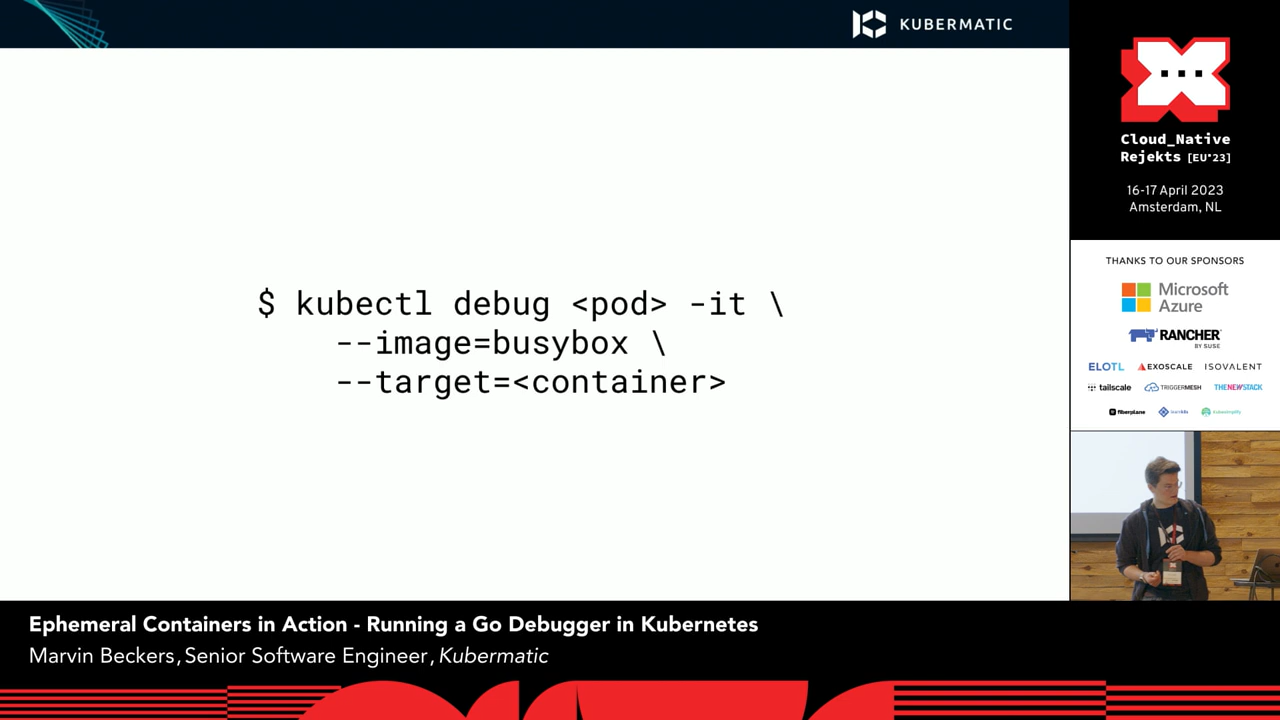 KUBERMATIC
$ kubectl debug <pod> -it \
--image=busybox \
--target=<container>
Cloud_Native
Rejekts [EU*23]
16-17 April 2023
Amsterdam, NL
THANKS TO OUR SPONSORS
Microsoft
Azure
RANCHER
BY SUSE
ELOTL EXOSCALE ISOVALENT
tailscale TRIGGERMESH THENEWSTACK
fiberplane kubesimplify
Ephemeral Containers in Action - Running a Go Debugger in Kubernetes
Marvin Beckers, Senior Software Engineer, Kubermatic